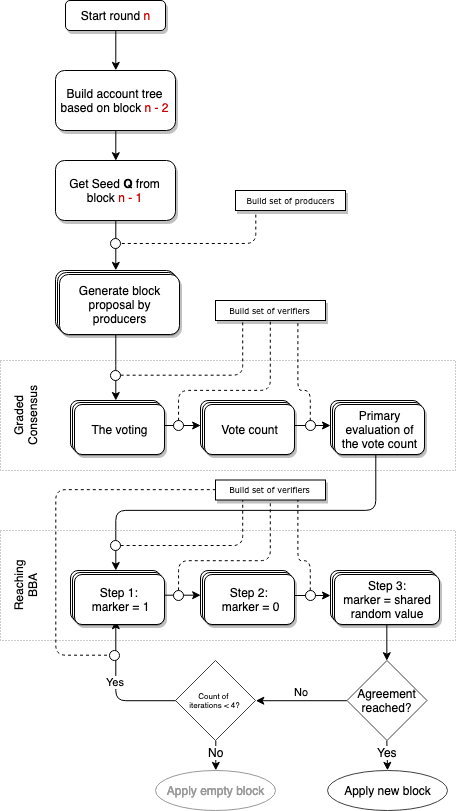 Start round n
Build account tree
based on block n - 2
Get Seed Q from
block n - 1
Build set of producers
Generate block
proposal by
producers
Build set of verifiers
Graded
Consensus
The voting
Vote count
Primary
evaluation of
the vote count
Build set of verifiers
Reaching
BBA
Step 1:
marker = 1
Step 2:
marker = 0
Step 3:
marker = shared
random value
Yes
Count of
iterations < 4?
No
Agreement
reached?
No
Yes
Apply empty block
Apply new block